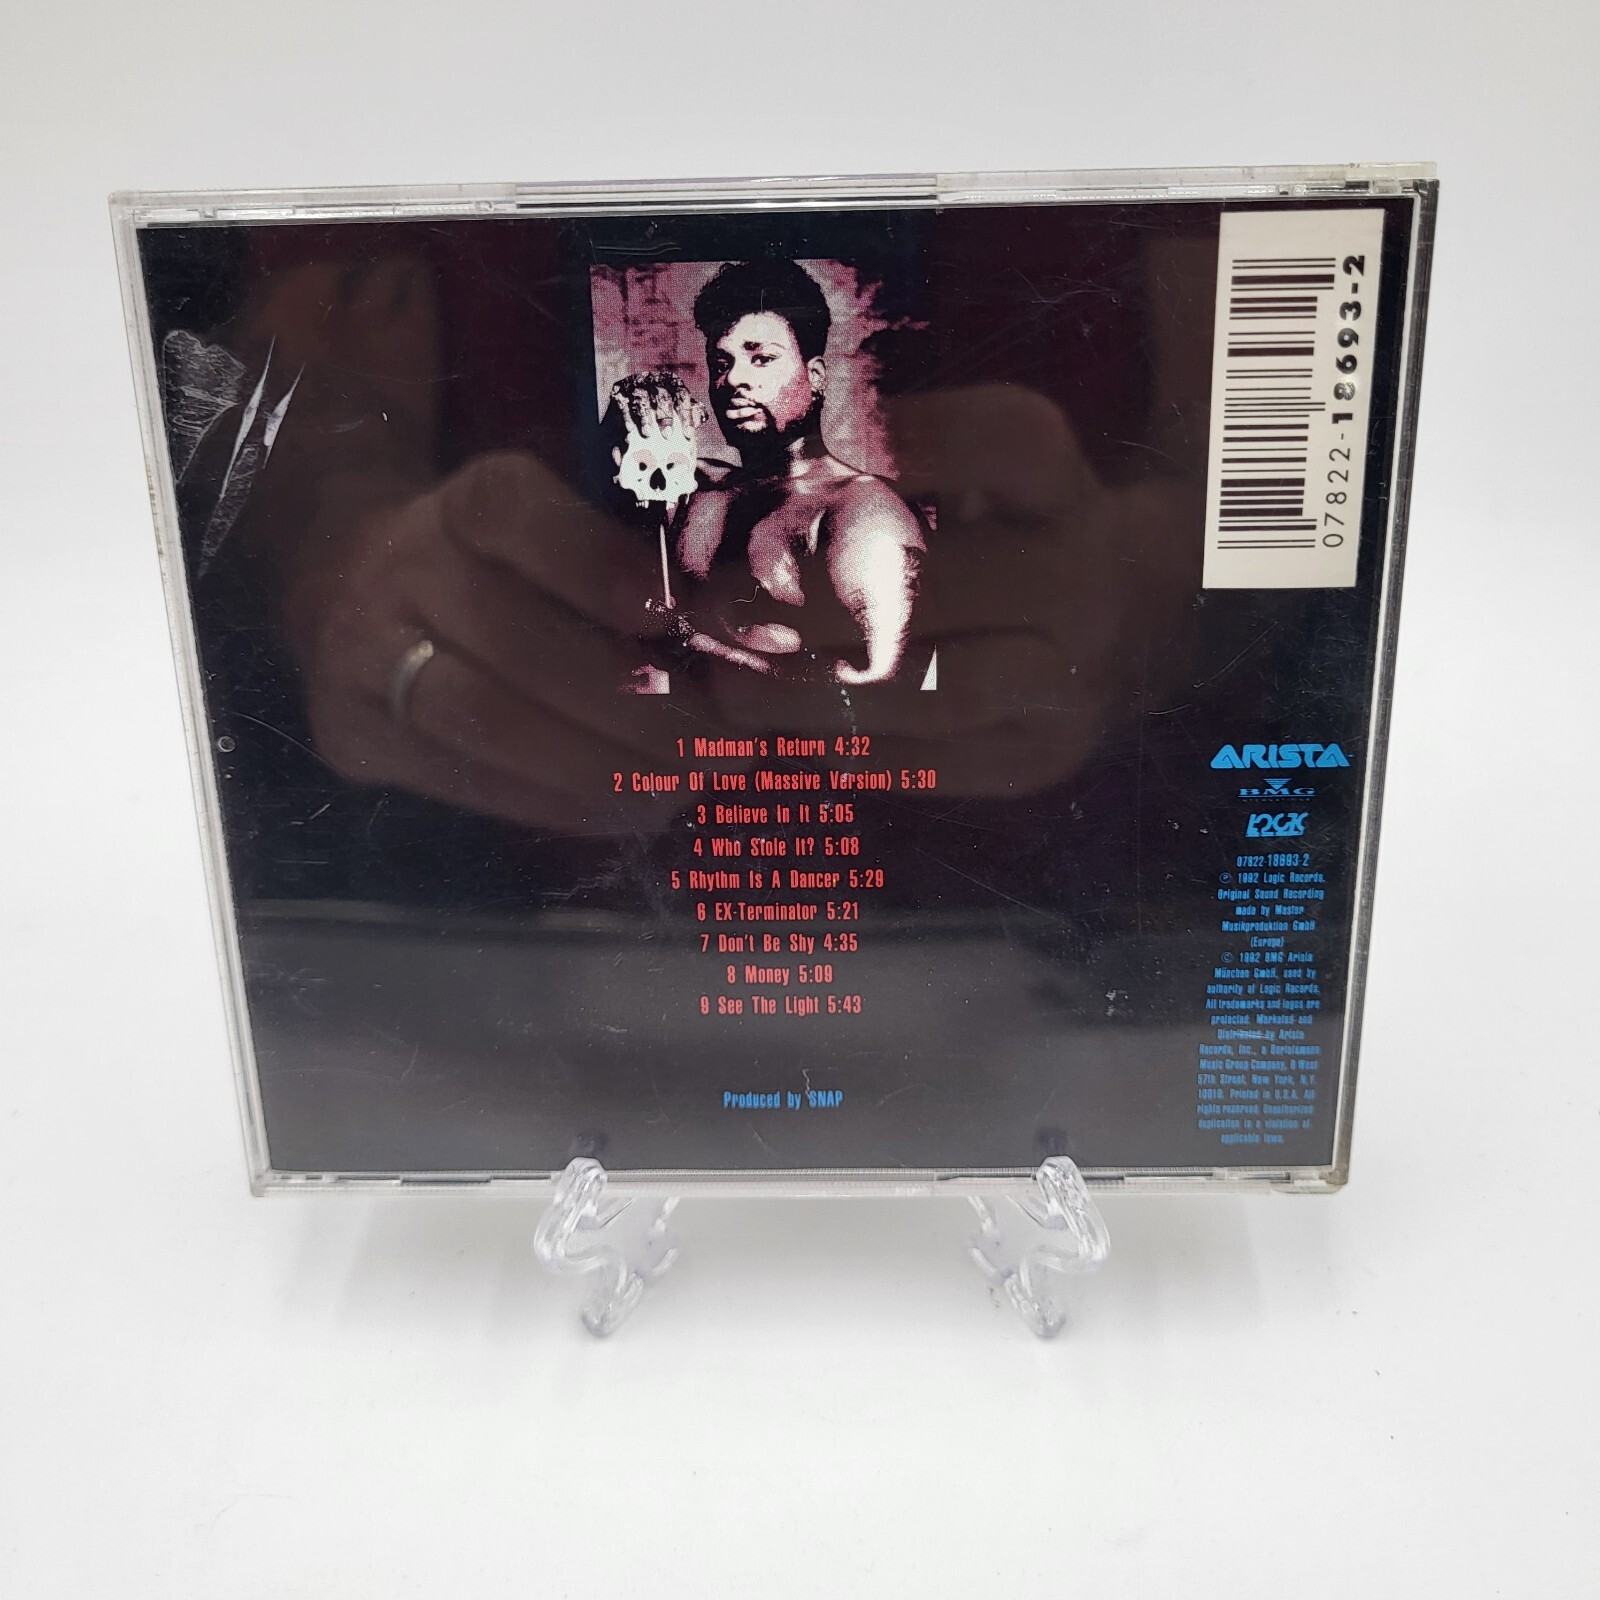 07822-18693-2
1 Madman's Return 4:32
2 Colour Of Love (Massive Version) 5:30
3 Believe In It 5:05
4 Who Stole It? 5:08
5 Rhythm Is A Dancer 5:29
6 EX-Terminator 5:21
7 Don't Be Shy 4:35
8 Money 5:09
9 See The Light 5:43
Produced by SNAP
ARISTA
BMG
LOGIC
07822-18693-2
℗ 1992 Logic Records.
Original Sound Recording
made by Master
Musikproduktion GmbH
(Europe)
© 1992 BMG Ariola
München GmbH, used by
authority of Logic Records.
All trademarks and logos are
protected. Marketed and
Distributed by Arista
Records, Inc., a Bertelsmann
Music Group Company, 6 West
57th Street, New York, N.Y.
10019. Printed in U.S.A. All
rights reserved. Unauthorized
duplication is a violation of
applicable laws.